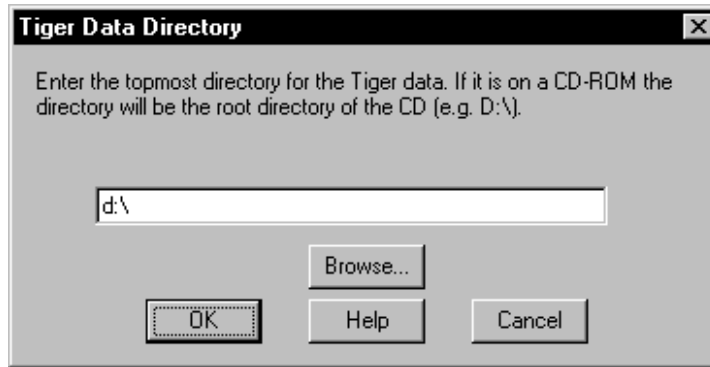 Tiger Data Directory
Enter the topmost directory for the Tiger data. If it is on a CD-ROM the
directory will be the root directory of the CD (e.g. D:\).
d:\
Browse...
OK Help Cancel